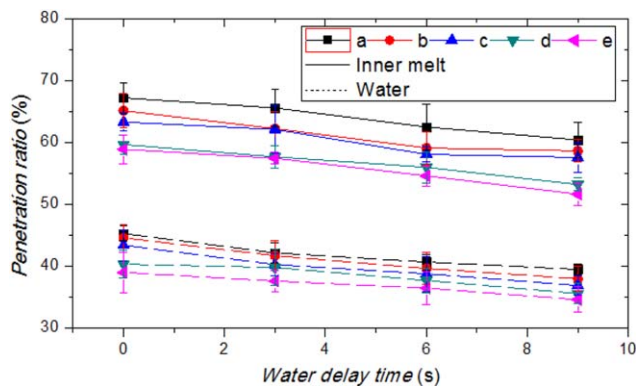 80
70
60
50
40
30
Penetration ratio (%)
a b c d e
Inner melt
Water
0 2 4 6 8 10
Water delay time (s)